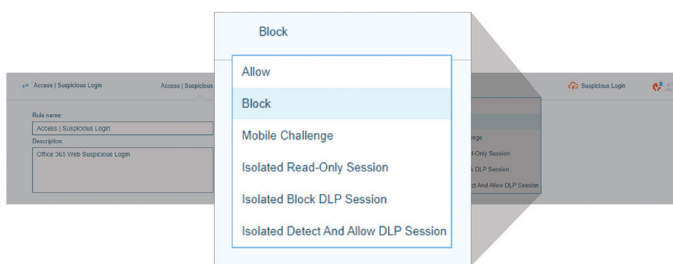 Block
Allow
Block
Mobile Challenge
Isolated Read-Only Session
Isolated Block DLP Session
Isolated Detect And Allow DLP Session
Access | Suspicious Login
Access | Suspicious
Suspicious Login
Rule name:
Access | Suspicious Login
Description
Office 365 Web Suspicious Login
enge
d-Only Session
k DLP Session
ct And Allow DLP Session